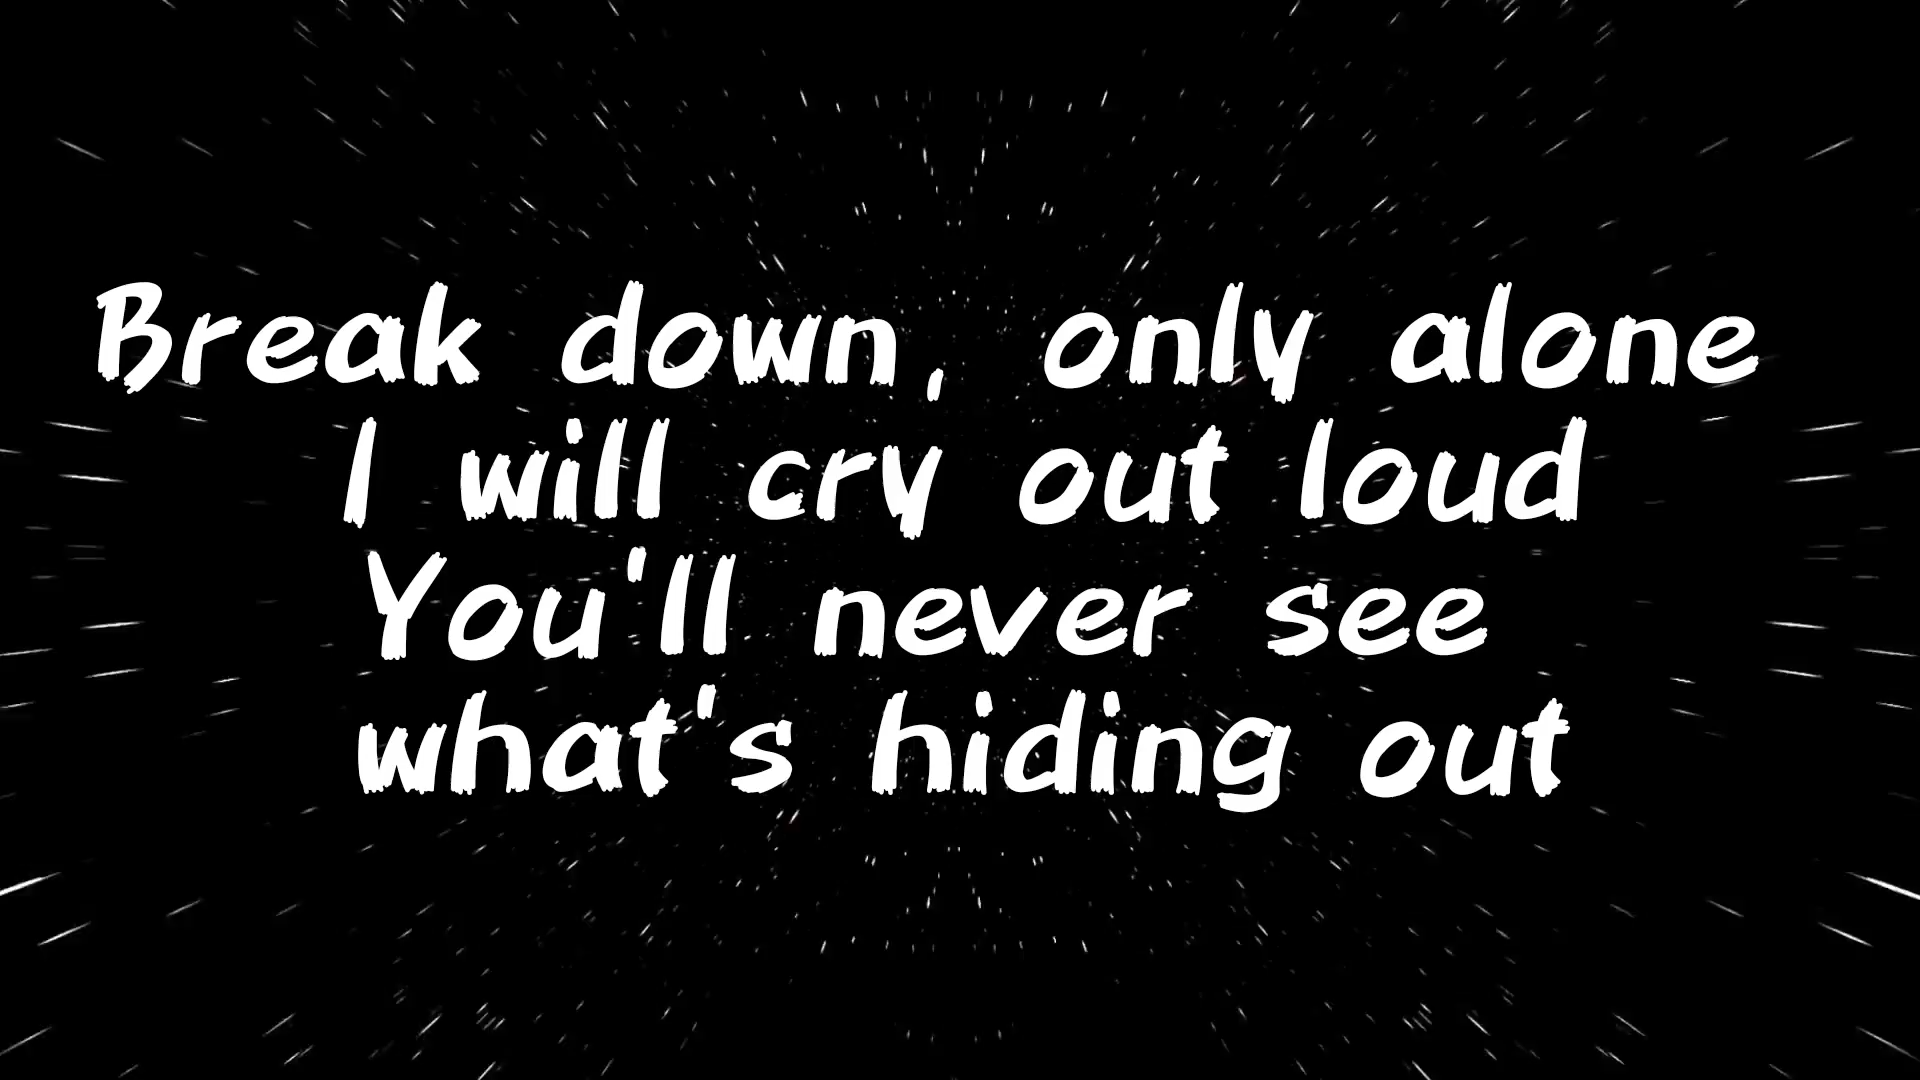 Break down, only alone
I will cry out loud
You'll never see
what's hiding out